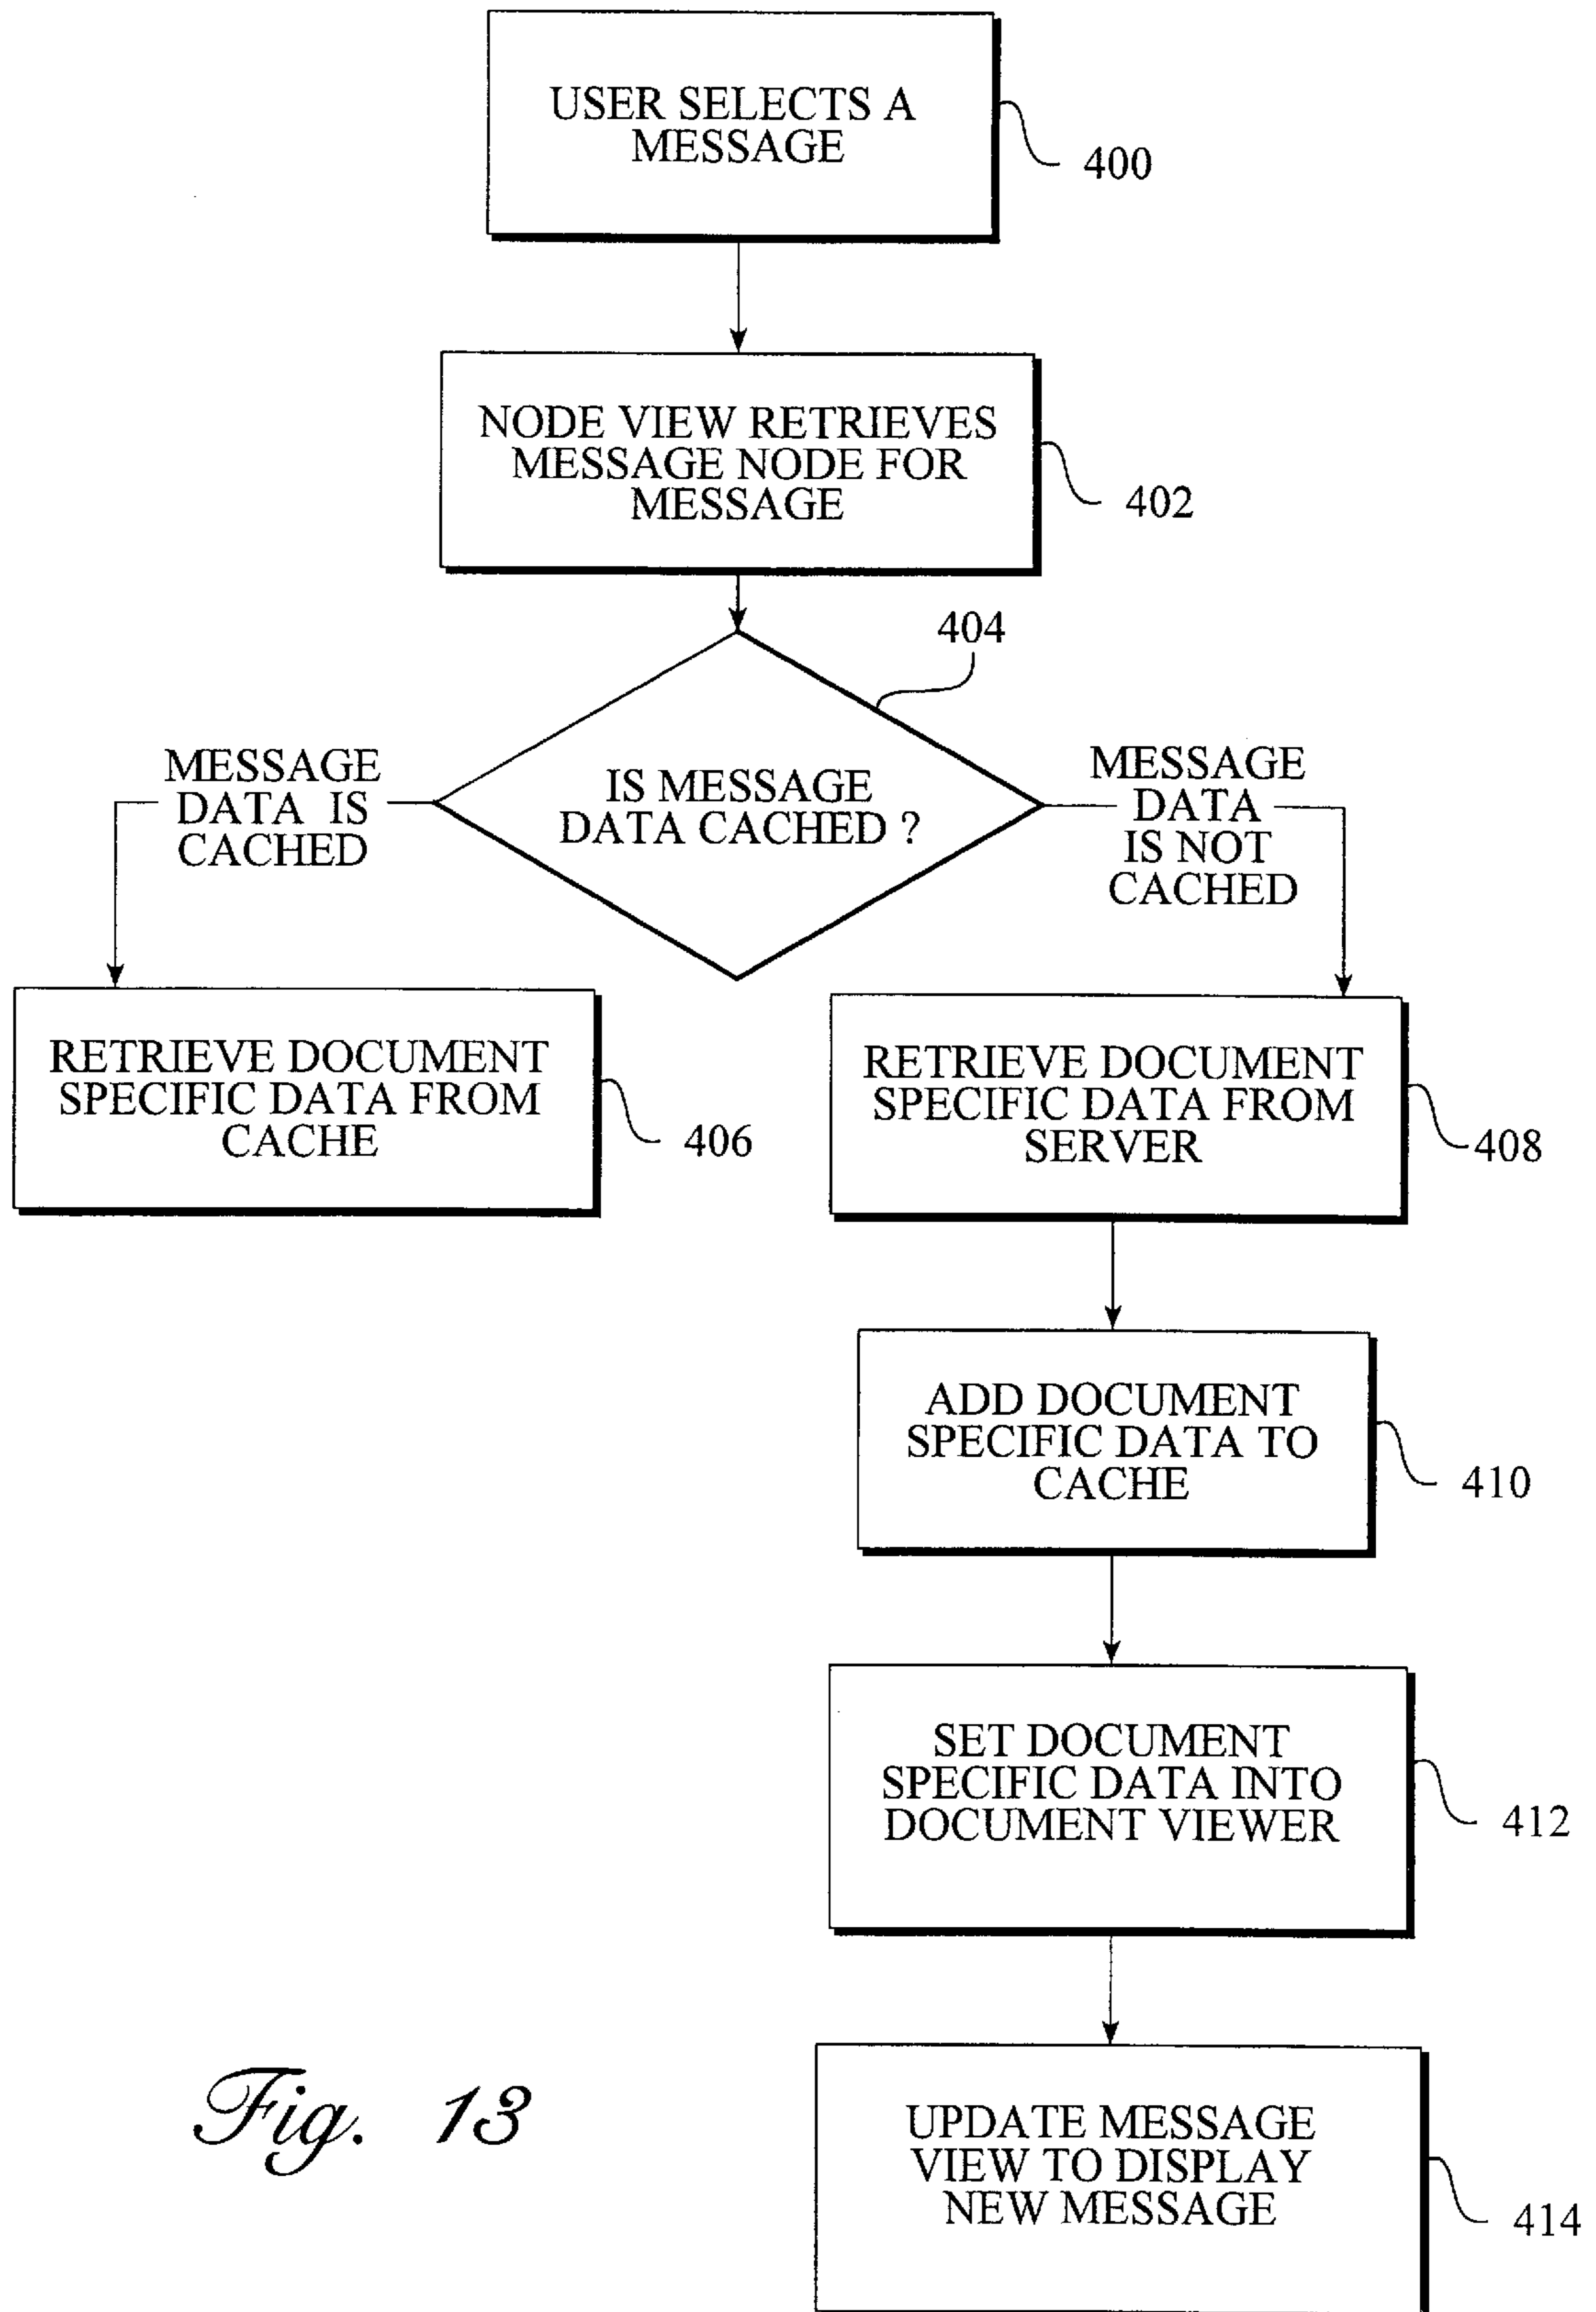 USER SELECTS A
MESSAGE
400
NODE VIEW RETRIEVES
MESSAGE NODE FOR
MESSAGE
402
404
IS MESSAGE
DATA CACHED ?
MESSAGE
DATA IS
CACHED
MESSAGE
DATA
IS NOT
CACHED
RETRIEVE DOCUMENT
SPECIFIC DATA FROM
CACHE
406
RETRIEVE DOCUMENT
SPECIFIC DATA FROM
SERVER
408
ADD DOCUMENT
SPECIFIC DATA TO
CACHE
410
SET DOCUMENT
SPECIFIC DATA INTO
DOCUMENT VIEWER
412
UPDATE MESSAGE
VIEW TO DISPLAY
NEW MESSAGE
414
Fig. 13